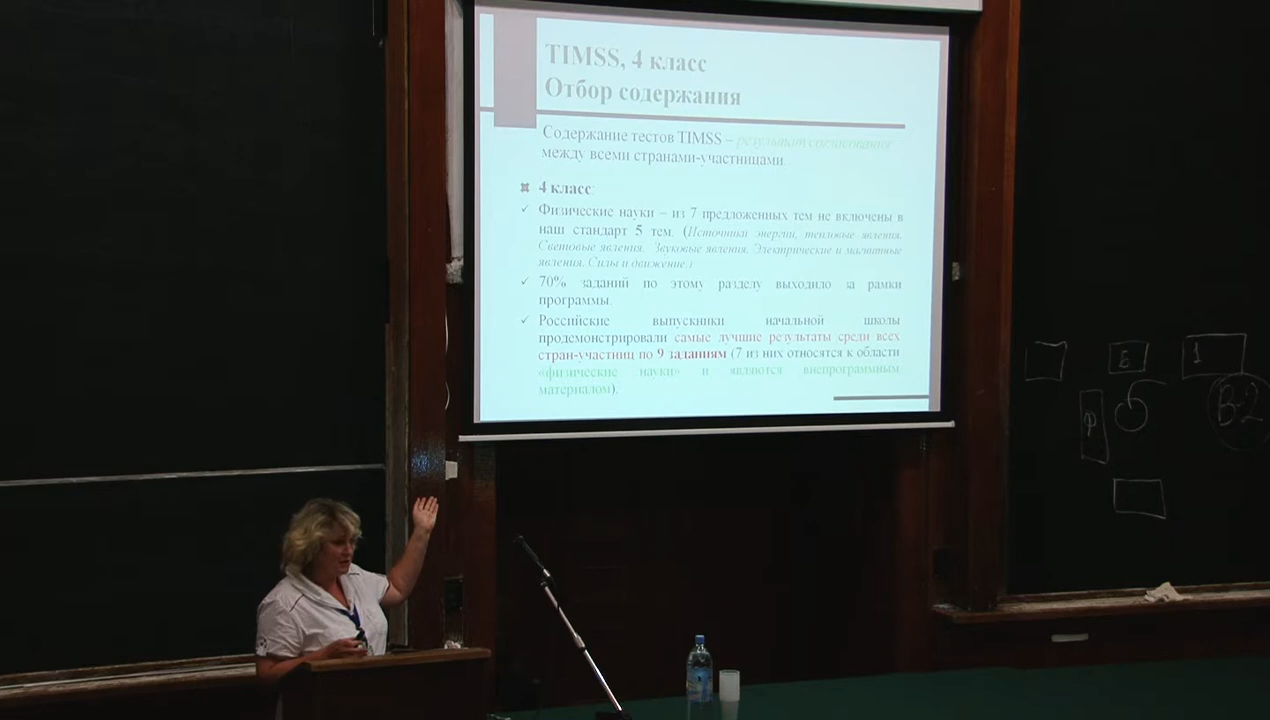 TIMSS, 4 класс
Отбор содержания
Содержание тестов TIMSS – результат согласования
между всеми странами-участницами.
4 класс:
Физические науки – из 7 предложенных тем не включены в
наш стандарт 5 тем. (Источники энергии, тепловые явления.
Световые явления. Звуковые явления. Электрические и магнитные
явления. Силы и движение.)
70% заданий по этому разделу выходило за рамки
программы.
Российские выпускники начальной школы
продемонстрировали самые лучшие результаты среди всех
стран-участниц по 9 заданиям (7 из них относятся к области
«физические науки» и являются внепрограммным
материалом).
Б
1
Ф
В2